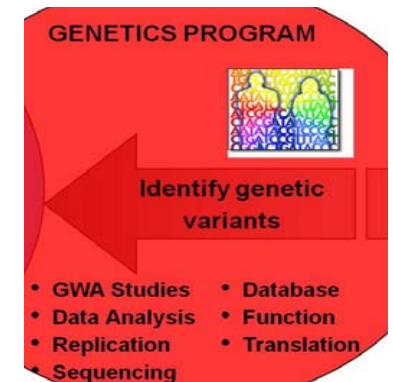 GENETICS PROGRAM
Identify genetic
variants
• GWA Studies
• Data Analysis
• Replication
• Sequencing
• Database
• Function
• Translation